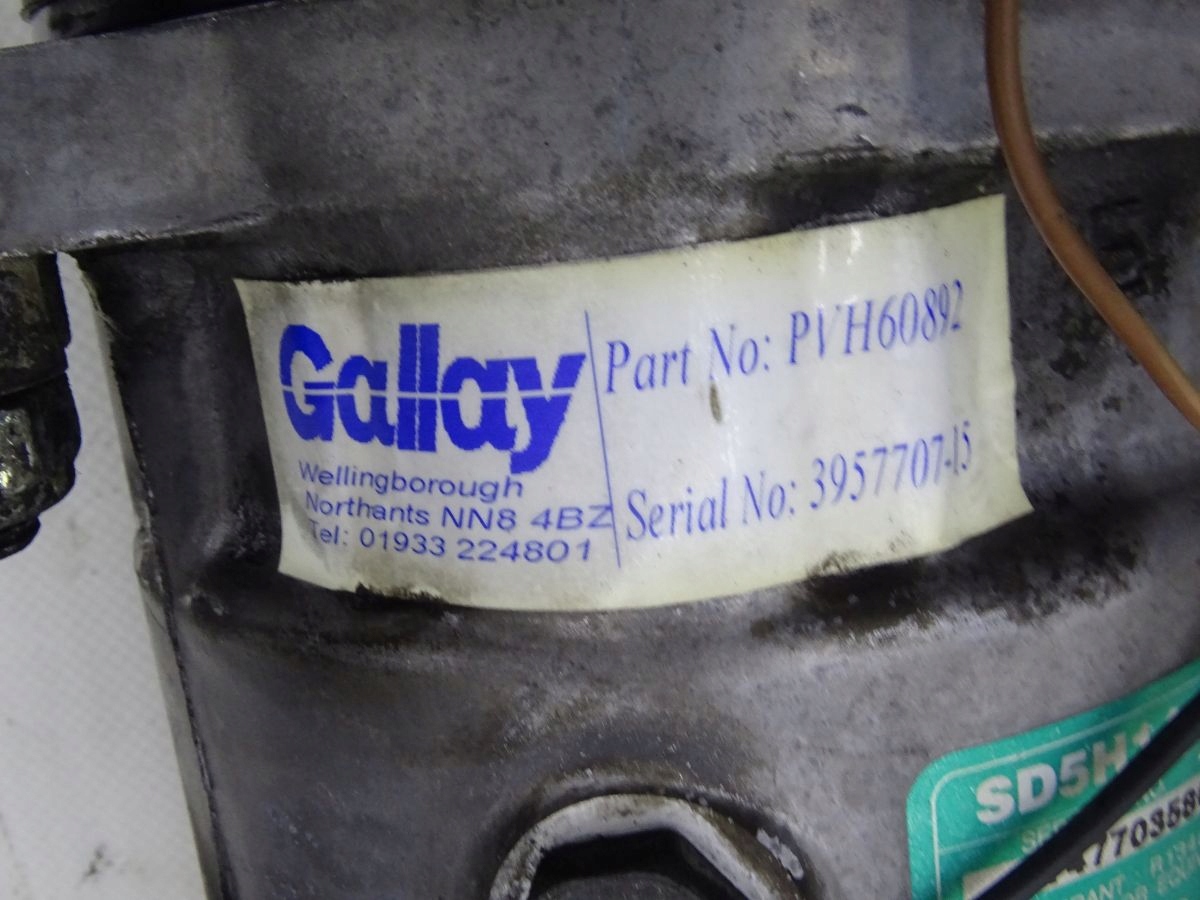 Gallay
Wellingborough
Northants NN8 4BZ
Tel: 01933 224801
Part No: PVH60892
Serial No: 3957707-15
SD5H